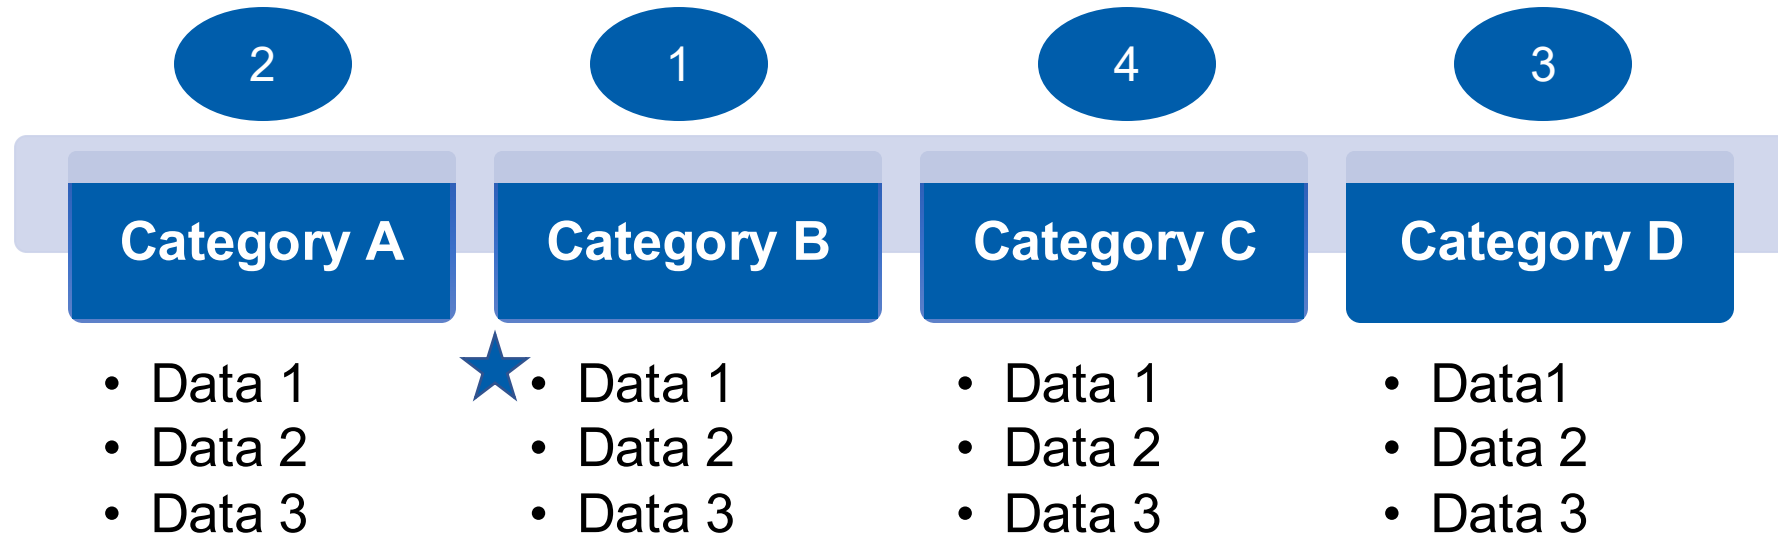 2 1 4 3
Category A Category B Category C Category D
• Data 1 • Data 1 • Data 1 • Data1
• Data 2 • Data 2 • Data 2 • Data 2
• Data 3 • Data 3 • Data 3 • Data 3